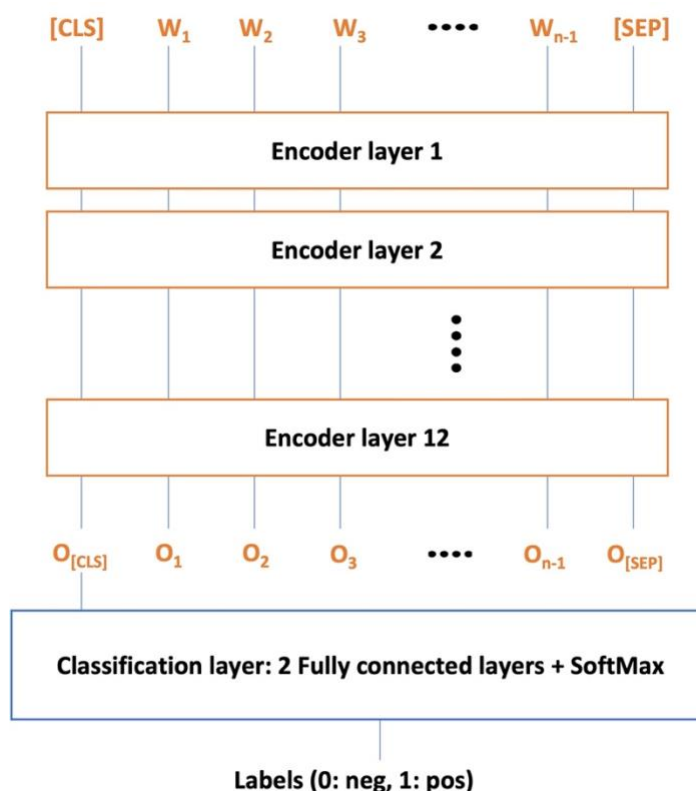 [CLS] W1 W2 W3 •••• Wn-1 [SEP]
Encoder layer 1
Encoder layer 2
Encoder layer 12
O[CLS] O1 O2 O3 •••• On-1 O[SEP]
Classification layer: 2 Fully connected layers + SoftMax
Labels (0: neg, 1: pos)